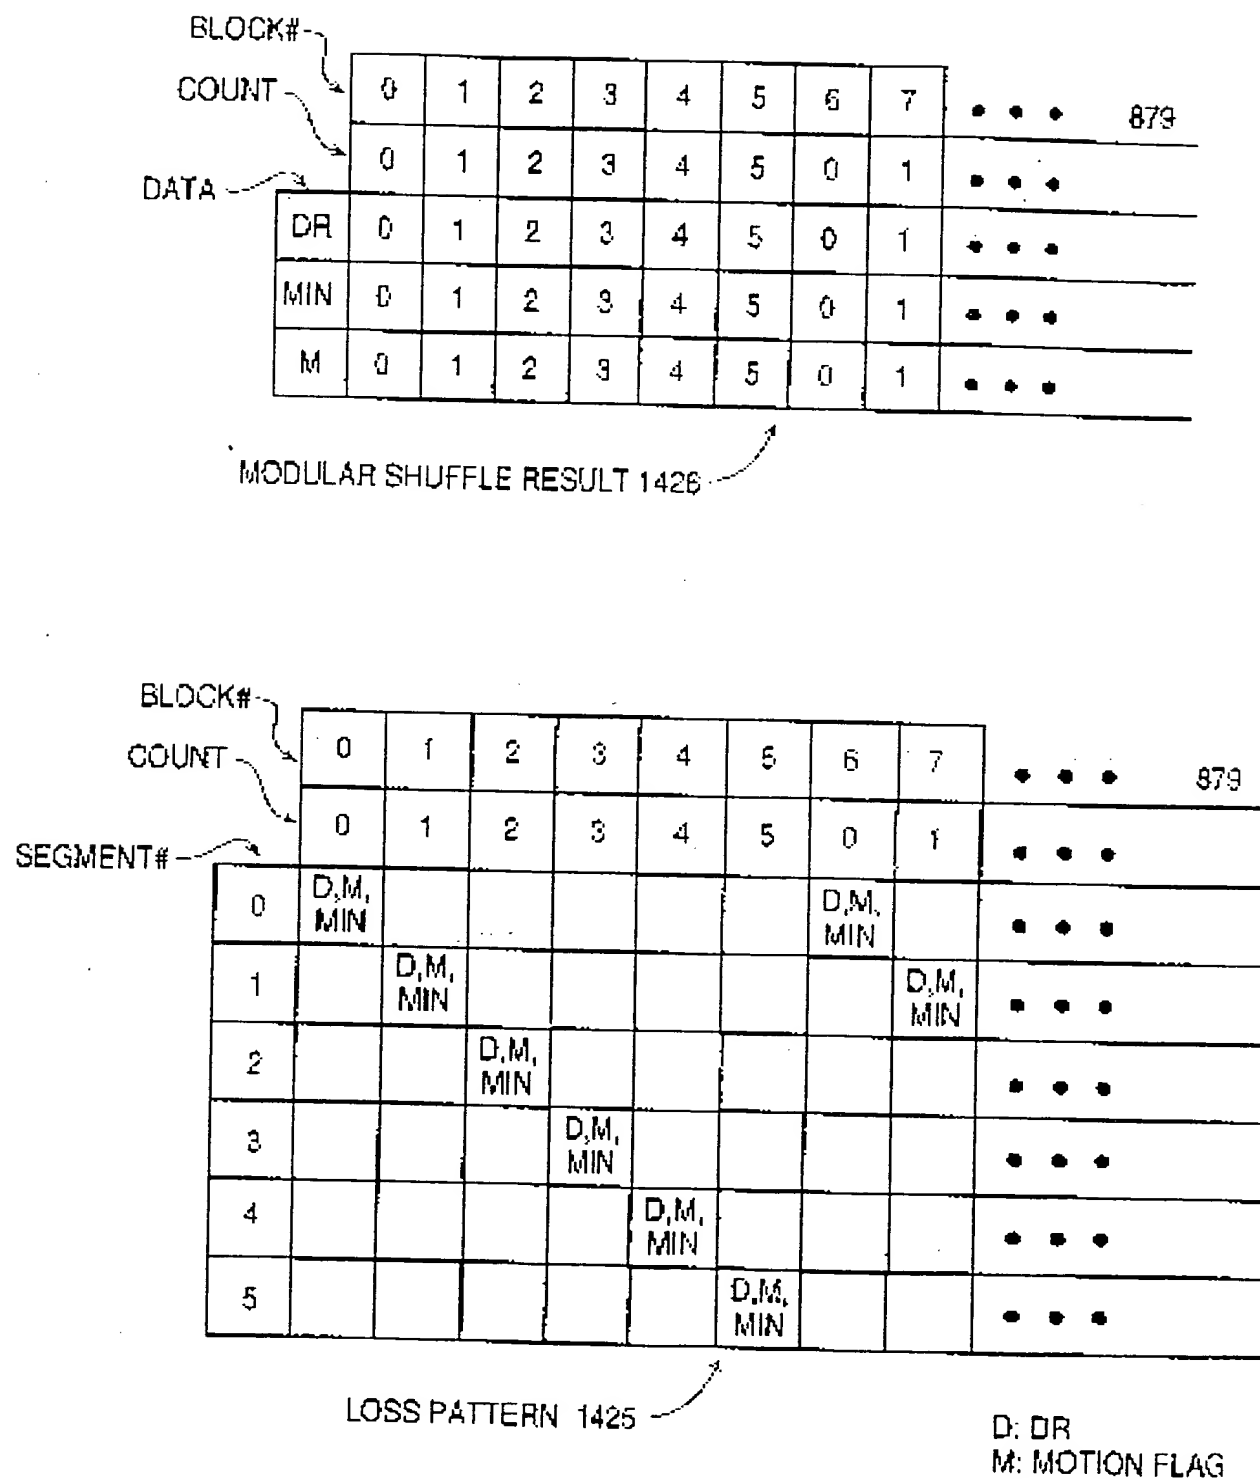 BLOCK#
0 1 2 3 4 5 6 7 • • • 879
COUNT
0 1 2 3 4 5 0 1 • • •
DATA
DR 0 1 2 3 4 5 0 1 • • •
MIN 0 1 2 3 4 5 0 1 • • •
M 0 1 2 3 4 5 0 1 • • •
MODULAR SHUFFLE RESULT 1426
BLOCK#
0 1 2 3 4 5 6 7 • • • 879
COUNT
0 1 2 3 4 5 0 1 • • •
SEGMENT#
0 D,M, MIN D,M, MIN • • •
1 D,M, MIN D,M, MIN • • •
2 D,M, MIN • • •
3 D,M, MIN • • •
4 D,M, MIN • • •
5 D,M, MIN • • •
LOSS PATTERN 1425
D: DR
M: MOTION FLAG